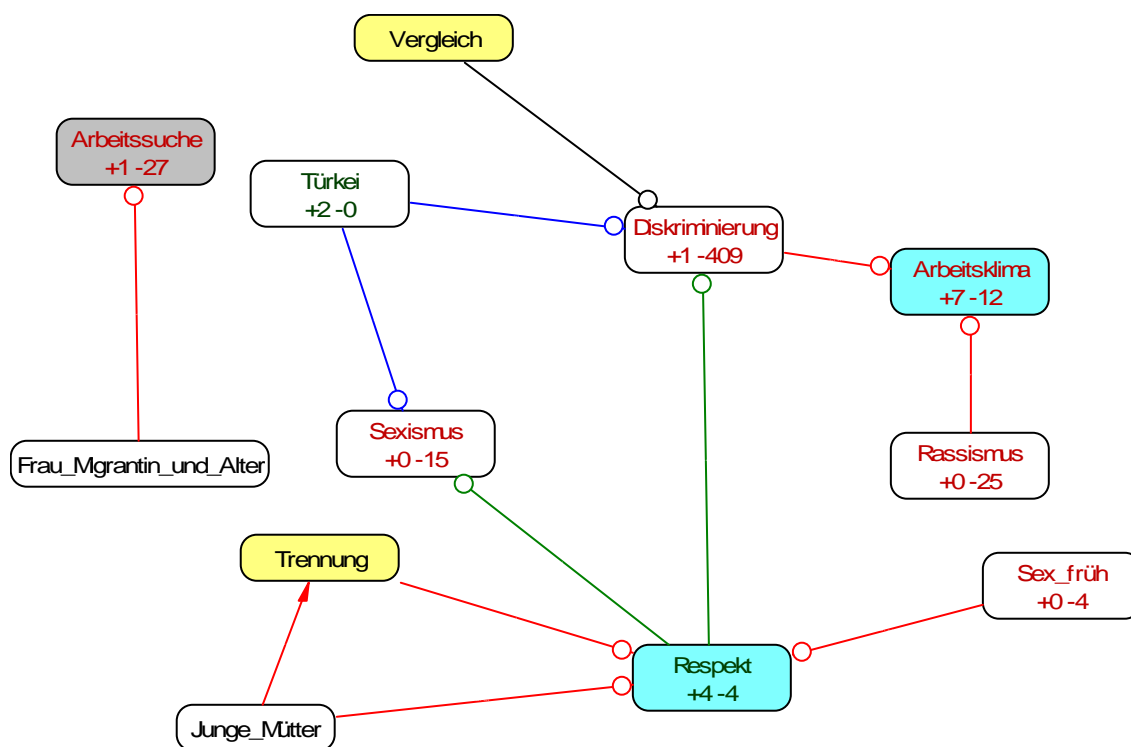 Vergleich
Arbeitssuche
+1 -27
Türkei
+2 -0
Diskriminierung
+1 -409
Arbeitsklima
+7 -12
Sexismus
+0 -15
Frau_Mgrantin_und_Alter
Rassismus
+0 -25
Trennung
Sex_früh
+0 -4
Respekt
+4 -4
Junge_Mütter